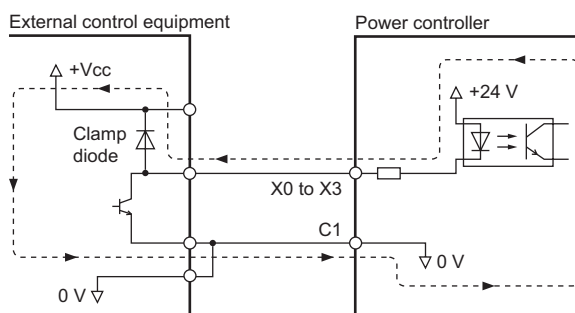 External control equipment
Power controller
+Vcc
+24 V
Clamp
diode
X0 to X3
C1
0 V
0 V